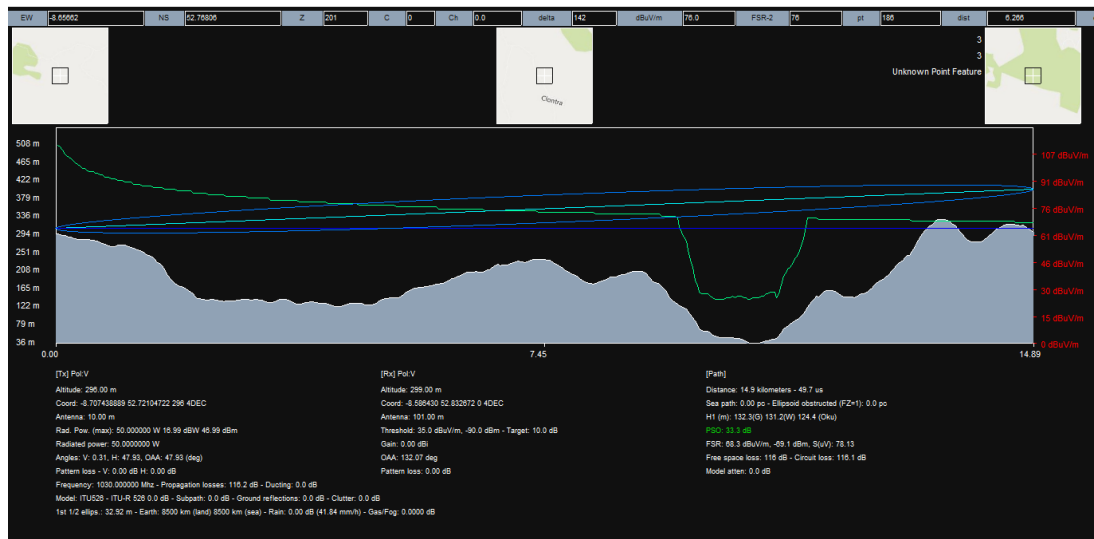 EW -8.65662 NS 52.76806 Z 201 C 0 Ch 0.0 delta 142 dBuV/m 76.0 FSR-2 76 pt 186 dist 6.266
3
3
Unknown Point Feature
Clontra
508 m
465 m
422 m
379 m
336 m
294 m
251 m
208 m
165 m
122 m
79 m
36 m
107 dBuV/m
91 dBuV/m
76 dBuV/m
61 dBuV/m
46 dBuV/m
30 dBuV/m
15 dBuV/m
0 dBuV/m
0.00 7.45 14.89
[Tx] Pol:V
Altitude: 296.00 m
Coord: -8.707438889 52.72104722 296 4DEC
Antenna: 10.00 m
Rad. Pow. (max): 50.000000 W 16.99 dBW 46.99 dBm
Radiated power: 50.0000000 W
Angles: V: 0.31, H: 47.93, OAA: 47.93 (deg)
Pattern loss - V: 0.00 dB H: 0.00 dB
Frequency: 1030.000000 Mhz - Propagation losses: 116.2 dB - Ducting: 0.0 dB
Model: ITU526 - ITU-R 526 0.0 dB - Subpath: 0.0 dB - Ground reflections: 0.0 dB - Clutter: 0.0 dB
1st 1/2 ellips.: 32.92 m - Earth: 8500 km (land) 8500 km (sea) - Rain: 0.00 dB (41.84 mm/h) - Gas/Fog: 0.0000 dB
[Rx] Pol:V
Altitude: 299.00 m
Coord: -8.586430 52.832672 0 4DEC
Antenna: 101.00 m
Threshold: 35.0 dBuV/m, -90.0 dBm - Target: 10.0 dB
Gain: 0.00 dBi
OAA: 132.07 deg
Pattern loss: 0.00 dB
[Path]
Distance: 14.9 kilometers - 49.7 us
Sea path: 0.00 pc - Ellipsoid obstructed (FZ=1): 0.0 pc
H1 (m): 132.3(G) 131.2(W) 124.4 (Oku)
PSO: 33.3 dB
FSR: 68.3 dBuV/m, -69.1 dBm, S(uV): 78.13
Free space loss: 116 dB - Circuit loss: 116.1 dB
Model atten: 0.0 dB